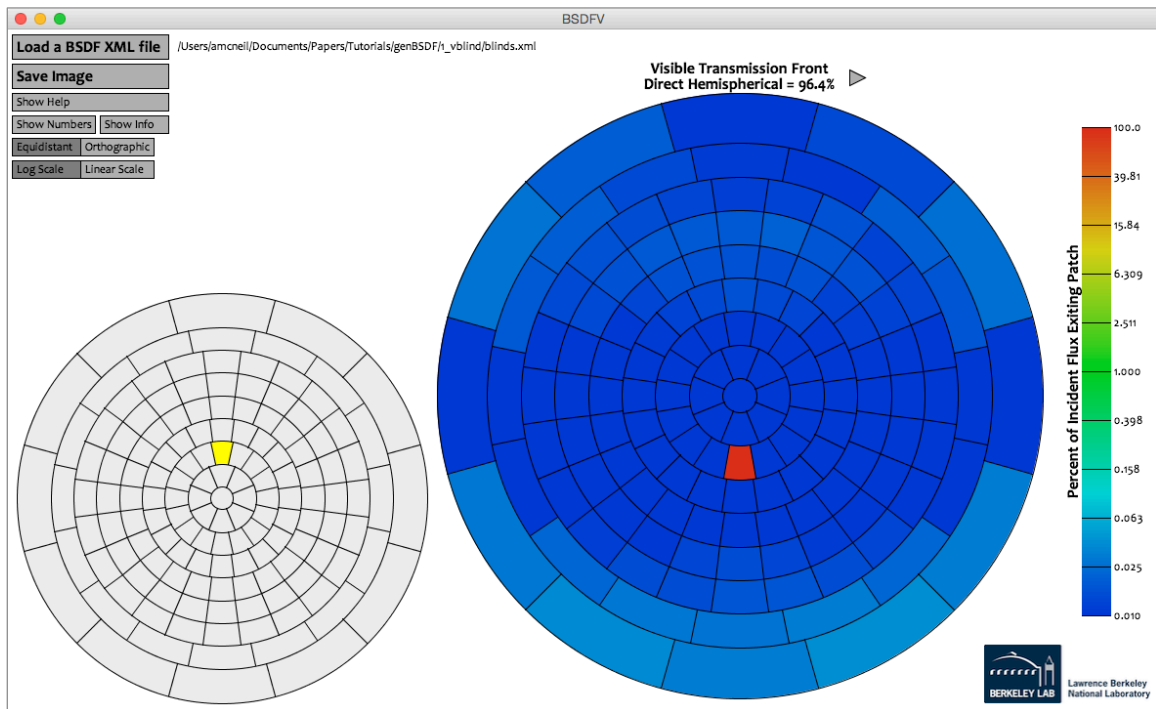 BSDFV
Load a BSDF XML file
/Users/amcneil/Documents/Papers/Tutorials/genBSDF/1_vblind/blinds.xml
Save Image
Show Help
Show Numbers
Show Info
Equidistant
Orthographic
Log Scale
Linear Scale
Visible Transmission Front
Direct Hemispherical = 96.4%
Percent of Incident Flux Exiting Patch
100.0
39.81
15.84
6.309
2.511
1.000
0.398
0.158
0.063
0.025
0.010
BERKELEY LAB
Lawrence Berkeley
National Laboratory